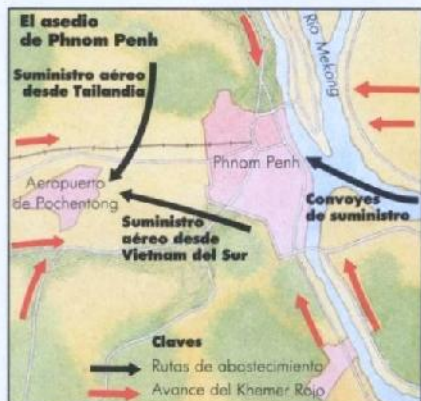 El asedio
de Phnom Penh
Suministro aéreo
desde Tailandia
Río Mekong
Phnom Penh
Aeropuerto
de Pochentong
Convoyes
de suministro
Suministro
aéreo desde
Vietnam del Sur
Claves
Rutas de abastecimiento
Avance del Khemer Rojo